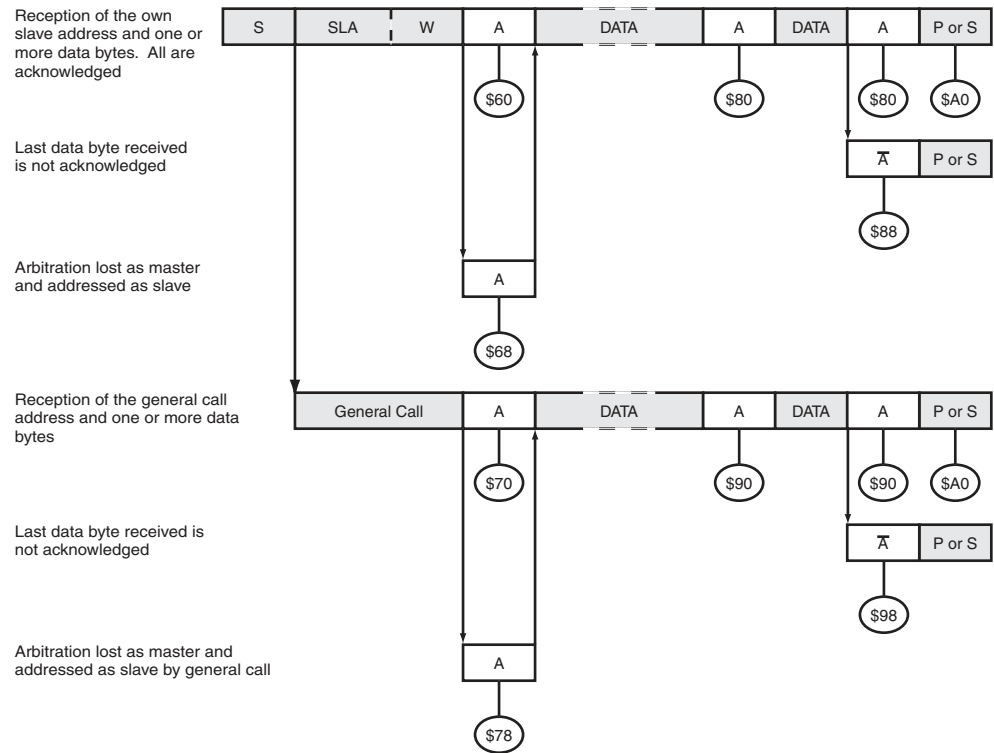 Reception of the own
slave address and one or
more data bytes. All are
acknowledged
S SLA W A DATA A DATA A P or S
$60 $80 $80 $A0
Last data byte received
is not acknowledged
A̅ P or S
$88
Arbitration lost as master
and addressed as slave
A
$68
Reception of the general call
address and one or more data
bytes
General Call A DATA A DATA A P or S
$70 $90 $90 $A0
Last data byte received is
not acknowledged
A̅ P or S
$98
Arbitration lost as master and
addressed as slave by general call
A
$78